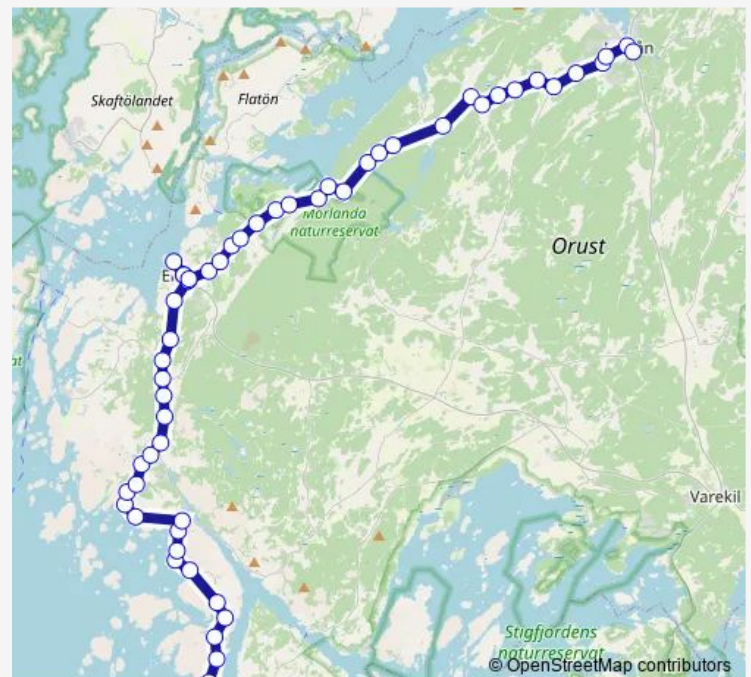 Skaftölandet
Flatön
Morlanda
naturreservat
Orust
Varekil
Stigfjordens
naturreservat
© OpenStreetMap contributors